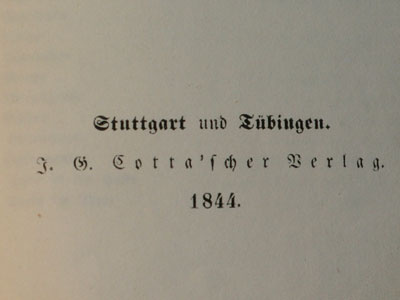 Stuttgart und Tübingen.
J. G. Cotta'ſcher Verlag.
1844.